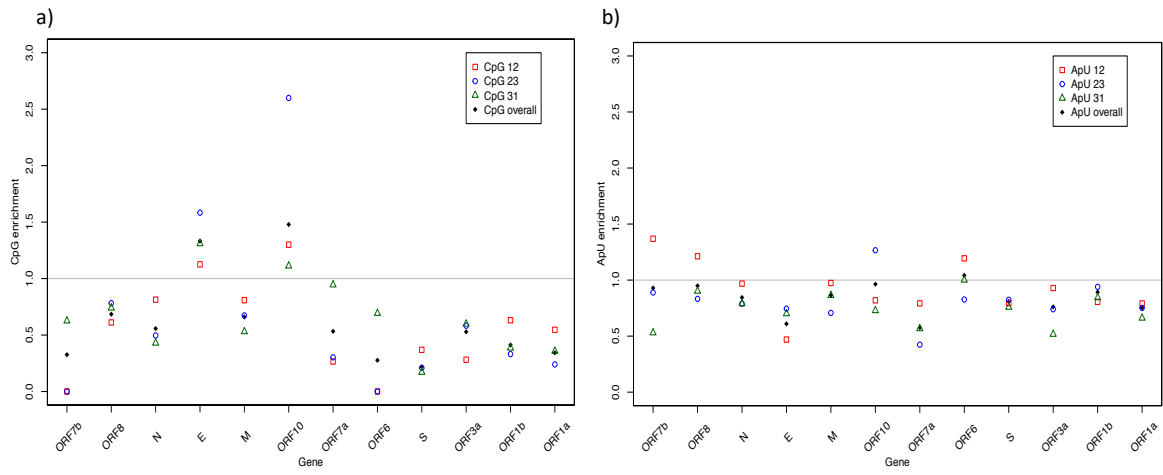 a)
CpG enrichment
0.0 0.5 1.0 1.5 2.0 2.5 3.0
CpG 12
CpG 23
CpG 31
CpG overall
ORF7b ORF8 N E M ORF10 ORF7a ORF6 S ORF3a ORF1b ORF1a
Gene
b)
ApU enrichment
0.0 0.5 1.0 1.5 2.0 2.5 3.0
ApU 12
ApU 23
ApU 31
ApU overall
ORF7b ORF8 N E M ORF10 ORF7a ORF6 S ORF3a ORF1b ORF1a
Gene